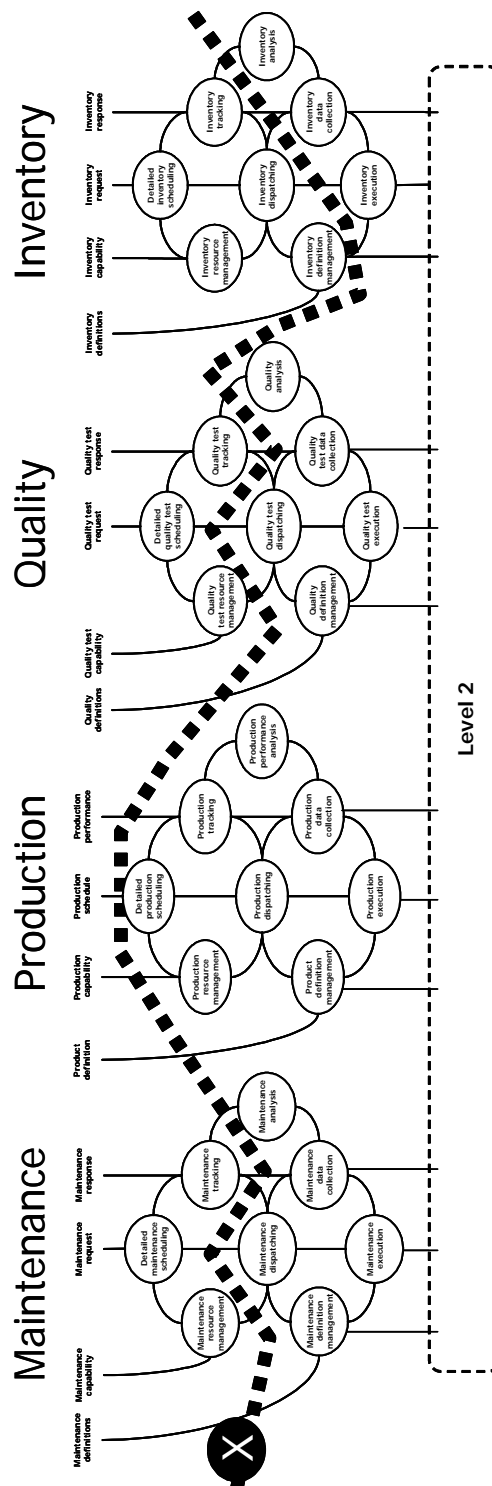 Maintenance
Production
Quality
Inventory
Maintenance
definitions
Maintenance
capability
Maintenance
request
Maintenance
response
Product
definition
Production
capability
Production
schedule
Production
performance
Quality
definitions
Quality test
capability
Quality test
request
Quality test
response
Inventory
definitions
Inventory
capability
Inventory
request
Inventory
response
X
Detailed
maintenance
scheduling
Maintenance
resource
management
Maintenance
tracking
Maintenance
dispatching
Maintenance
analysis
Maintenance
definition
management
Maintenance
data
collection
Maintenance
execution
Detailed
production
scheduling
Production
resource
management
Production
tracking
Production
dispatching
Production
performance
analysis
Product
definition
management
Production
data
collection
Production
execution
Detailed
quality test
scheduling
Quality
test resource
management
Quality test
tracking
Quality test
dispatching
Quality
analysis
Quality
definition
management
Quality
test data
collection
Quality test
execution
Detailed
inventory
scheduling
Inventory
resource
management
Inventory
tracking
Inventory
dispatching
Inventory
analysis
Inventory
definition
management
Inventory
data
collection
Inventory
execution
Level 2